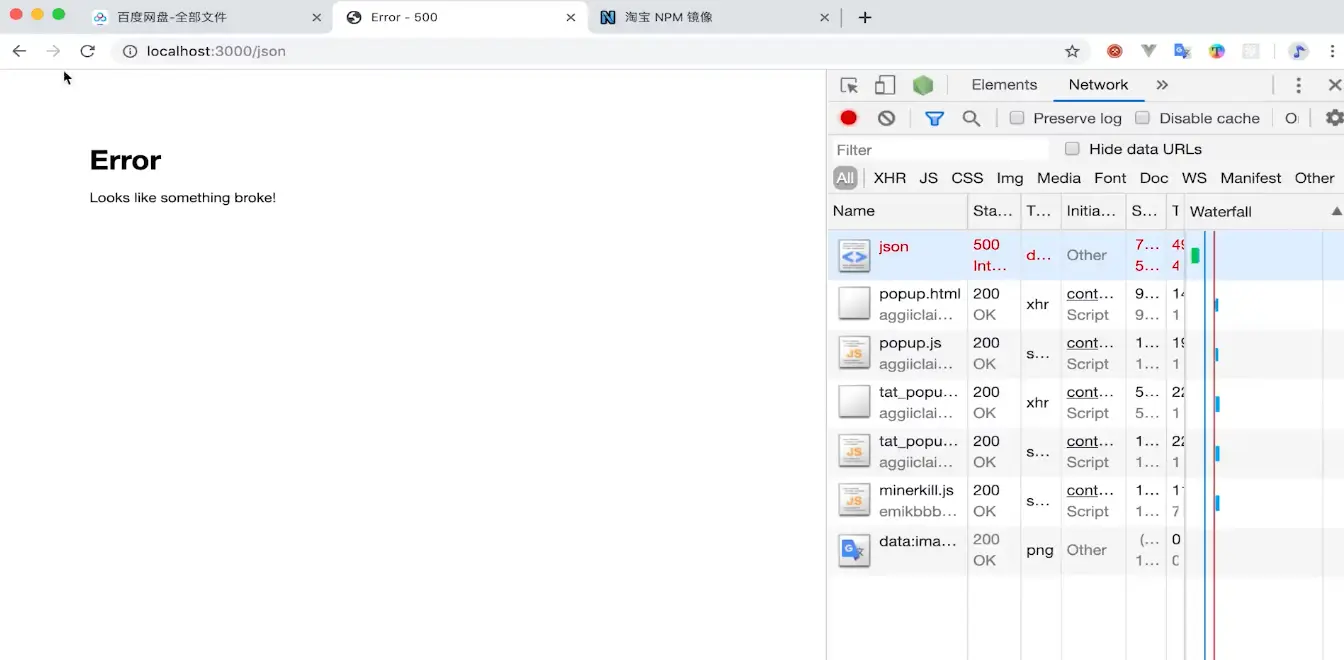 百度网盘-全部文件
Error - 500
淘宝 NPM 镜像
localhost:3000/json
Elements Network
Preserve log Disable cache
Filter Hide data URLs
All XHR JS CSS Img Media Font Doc WS Manifest Other
Name Sta... T... Initia... S... T Waterfall
Error
Looks like something broke!
json 500 7...
Int... d... Other 5...
popup.html 200 xhr cont... 9...
aggiiclai... OK Script 9... 1
popup.js 200 s... cont... 1...
aggiiclai... OK Script 1... 1
tat_popu... 200 xhr cont... 5... 22
aggiiclai... OK Script 5... 1
tat_popu... 200 s... cont... 1... 22
aggiiclai... OK Script 1... 1
minerkill.js 200 s... cont... 1...
emikbbb... OK Script 1... 7
data:ima... 200 png Other (... 0
OK 1...